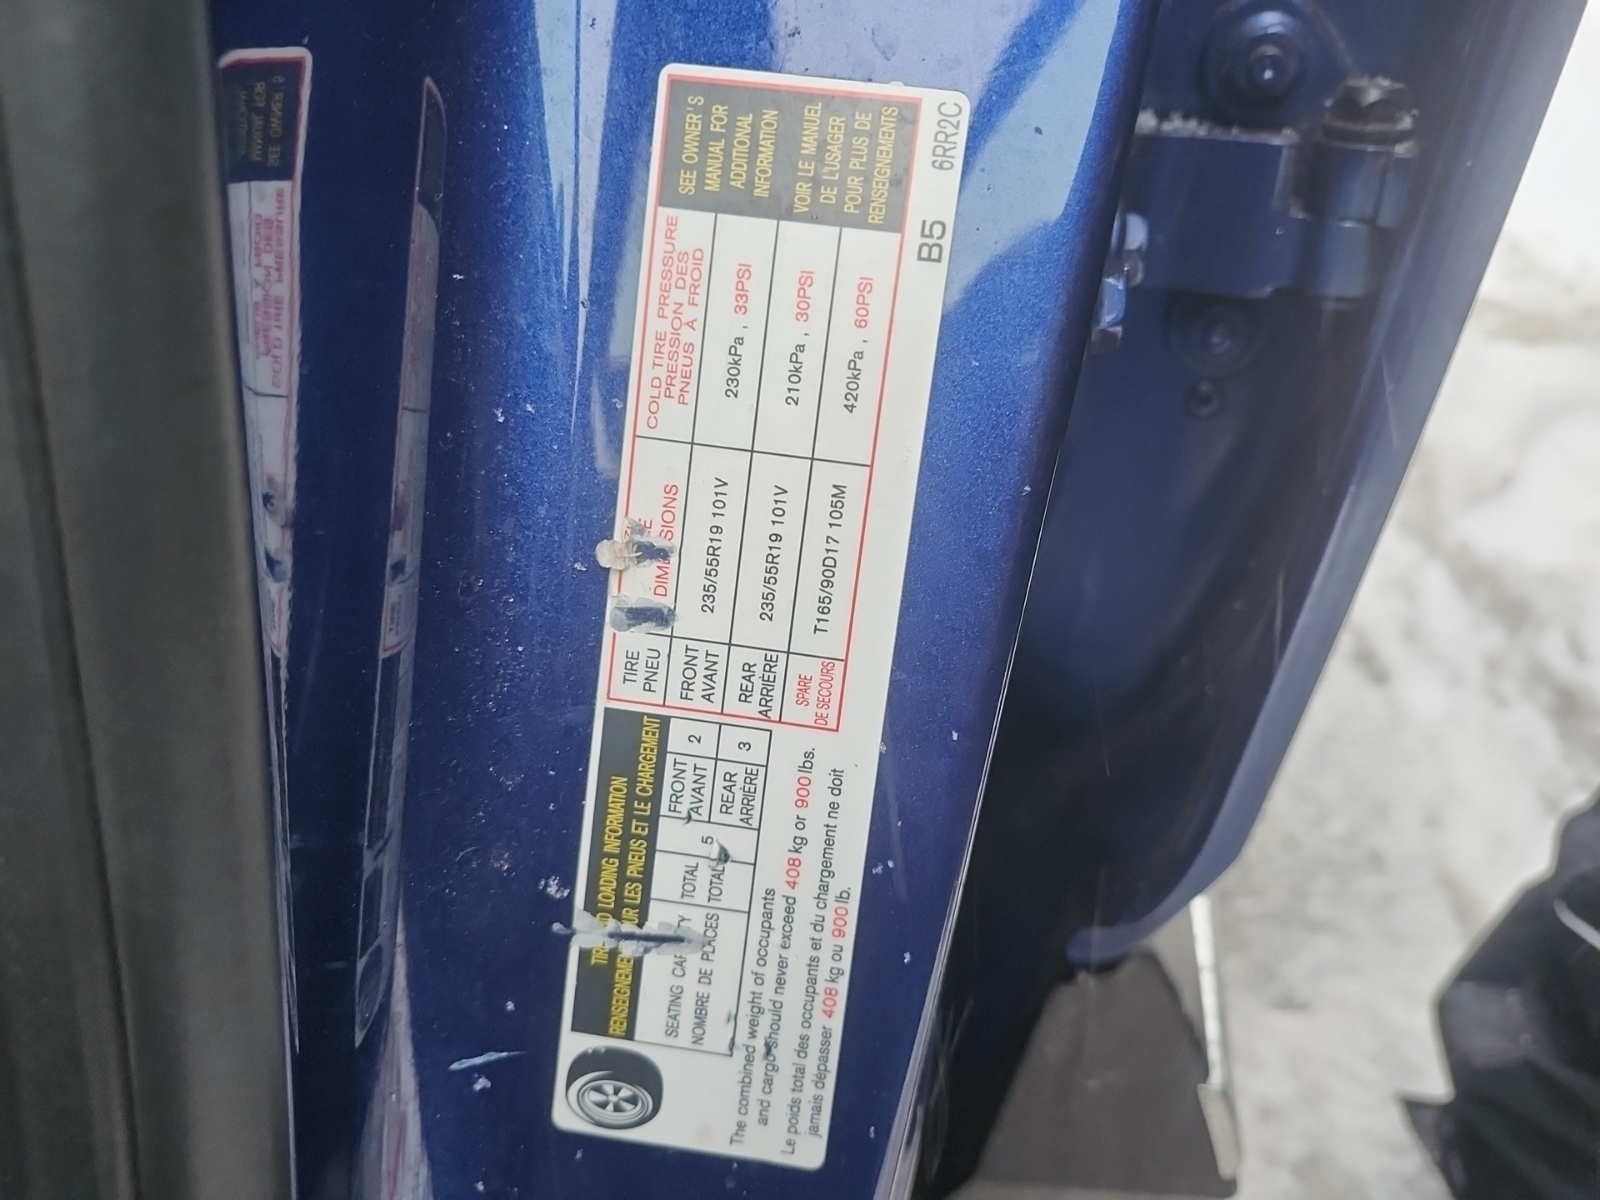 TIRE LOADING INFORMATION
LES PNEUS ET LE CHARGEMENT
SEATING
NOMBRE DE PLACES
TOTAL
TOTAL
5
FRONT
AVANT
2
REAR
ARRIÈRE
3
The combined weight of occupants
and cargo should never exceed 408 kg or 900 lbs.
Le poids total des occupants et du chargement ne doit
jamais dépasser 408 kg ou 900 lb.
TIRE
PNEU
COLD TIRE PRESSURE
PRESSION DES
PNEUS À FROID
FRONT
AVANT
235/55R19 101V
230kPa , 33PSI
REAR
ARRIÈRE
235/55R19 101V
210kPa , 30PSI
SPARE
DE SECOURS
T165/90D17 105M
420kPa , 60PSI
SEE OWNER'S
MANUAL FOR
ADDITIONAL
INFORMATION
VOIR LE MANUEL
DE L'USAGER
POUR PLUS DE
RENSEIGNEMENTS
B5 6RR2C